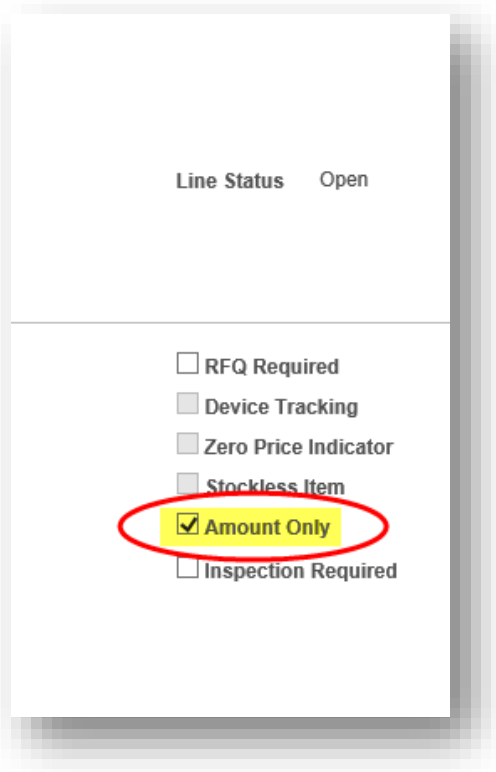 Line Status Open
RFQ Required
Device Tracking
Zero Price Indicator
Stockless Item
Amount Only
Inspection Required